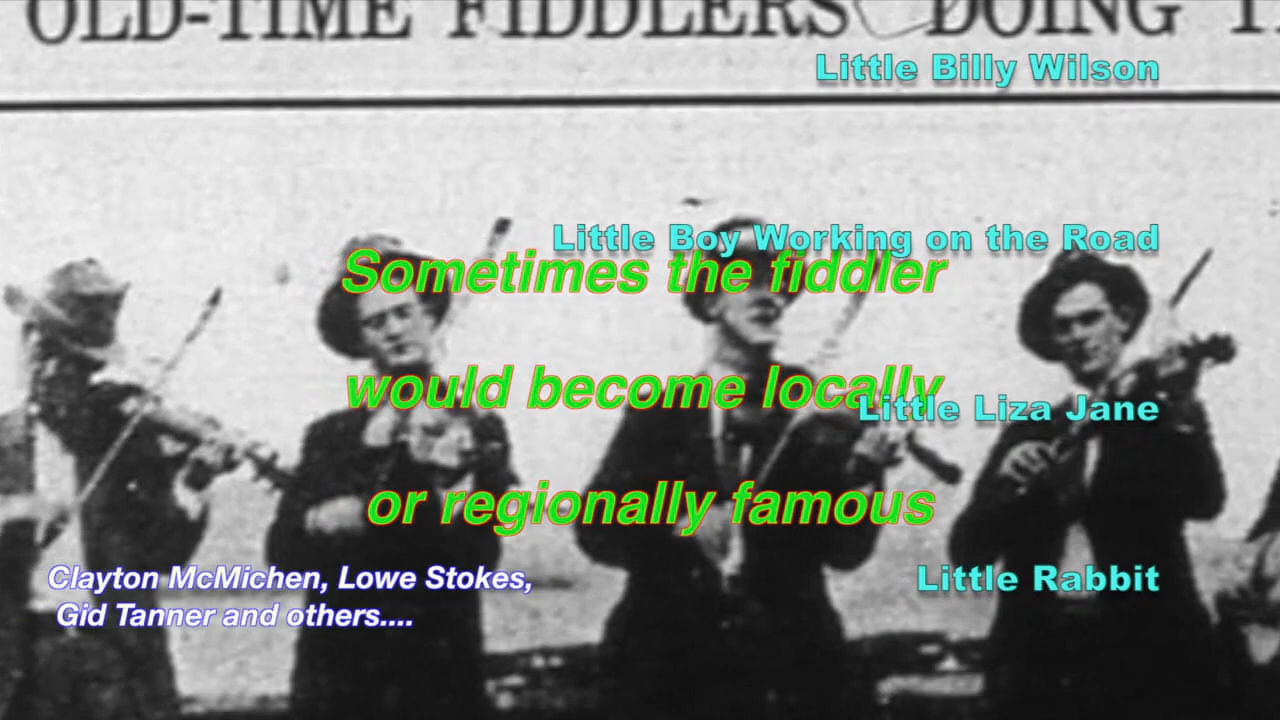 OLD-TIME FIDDLERS DOING
Little Billy Wilson
Little Boy Working on the Road
Sometimes the fiddler
would become locally
Little Liza Jane
or regionally famous
Clayton McMichen, Lowe Stokes,
Little Rabbit
Gid Tanner and others....